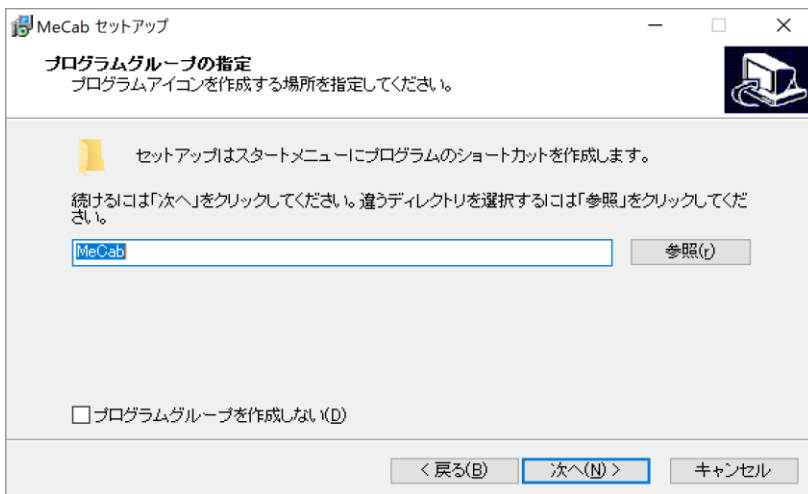 MeCab セットアップ
プログラムグループの指定
プログラムアイコンを作成する場所を指定してください。
セットアップはスタートメニューにプログラムのショートカットを作成します。
続けるには「次へ」をクリックしてください。違うディレクトリを選択するには「参照」をクリックしてくだ
さい。
MeCab
参照(r)
プログラムグループを作成しない(D)
< 戻る(B)
次へ(N) >
キャンセル